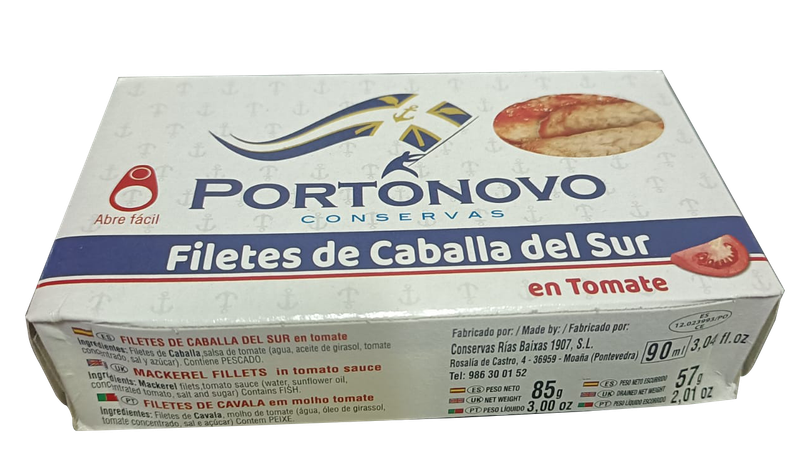 PORTONOVO
CONSERVAS
Abre fácil
Filetes de Caballa del Sur
en Tomate
ES FILETES DE CABALLA DEL SUR en tomate
Ingredientes: Filetes de Caballa, salsa de tomate (agua, aceite de girasol, tomate
concentrado, sal y azúcar). Contiene PESCADO.
UK MACKEREL FILLETS in tomato sauce
Ingredients: Mackerel fillets, tomato sauce (water, sunflower oil,
concentrated tomato, salt and sugar) Contains FISH.
PT FILETES DE CAVALA em molho tomate
Ingredientes: Filetes de Cavala, molho de tomate (água, óleo de girassol,
tomate concentrado, sal e açúcar) Contem PEIXE.
Fabricado por: / Made by: / Fabricado por:
Conservas Rías Baixas 1907, S.L.
Rosalía de Castro, 4 - 36959 - Moaña (Pontevedra)
Tel: 986 30 01 52
ES
12.023993/PO
CE
90 ml 3,04 fl. oz
ES PESO NETO
UK NET WEIGHT
PT PESO LÍQUIDO
85g
3,00 oz
ES PESO NETO ESCURRIDO
UK DRAINED NET WEIGHT
PT PESO LÍQUIDO ESCORRIDO
57g
2,01 oz